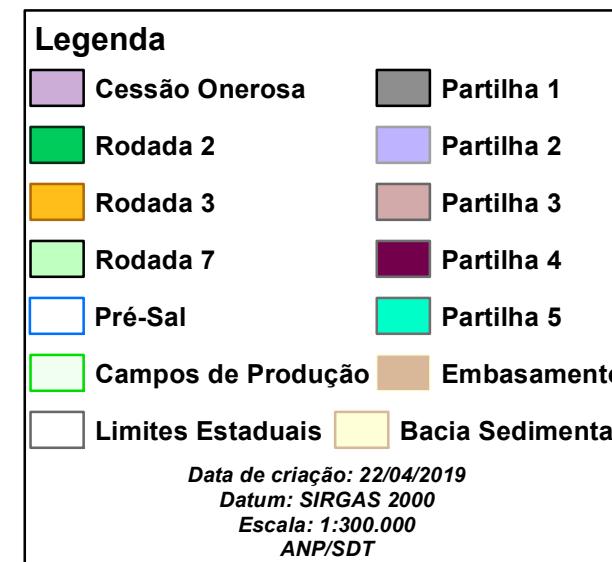 Legenda
Cessão Onerosa Partilha 1
Rodada 2 Partilha 2
Rodada 3 Partilha 3
Rodada 7 Partilha 4
Pré-Sal Partilha 5
Campos de Produção Embasamento
Limites Estaduais Bacia Sedimenta
Data de criação: 22/04/2019
Datum: SIRGAS 2000
Escala: 1:300.000
ANP/SDT